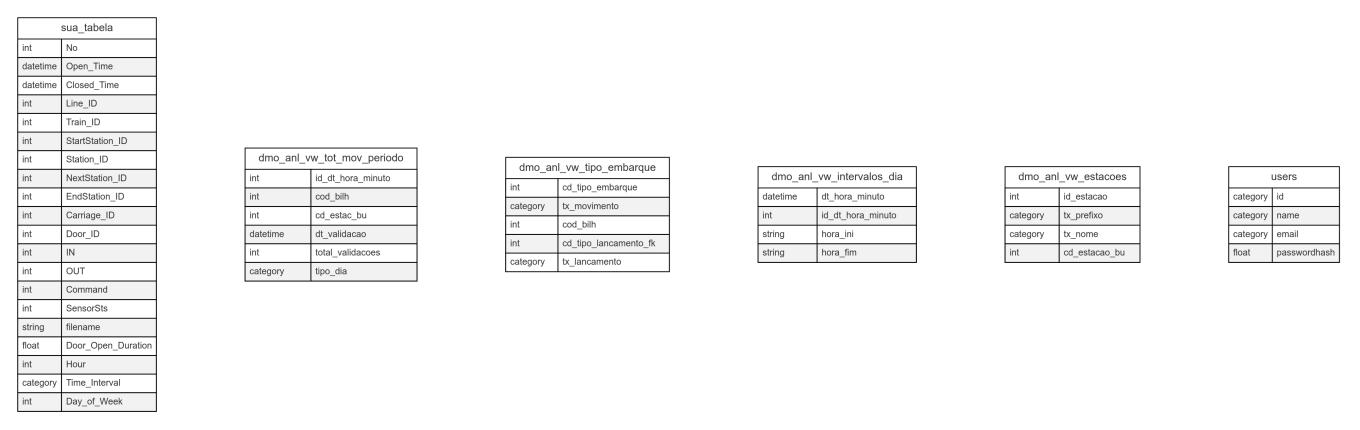 sua_tabela
int No
datetime Open_Time
datetime Closed_Time
int Line_ID
int Train_ID
int StartStation_ID
int Station_ID
int NextStation_ID
int EndStation_ID
int Carriage_ID
int Door_ID
int IN
int OUT
int Command
int SensorSts
string filename
float Door_Open_Duration
int Hour
category Time_Interval
int Day_of_Week
dmo_anl_vw_tot_mov_periodo
int id_dt_hora_minuto
int cod_bilh
int cd_estac_bu
datetime dt_validacao
int total_validacoes
category tipo_dia
dmo_anl_vw_tipo_embarque
int cd_tipo_embarque
category tx_movimento
int cod_bilh
int cd_tipo_lancamento_fk
category tx_lancamento
dmo_anl_vw_intervalos_dia
datetime dt_hora_minuto
int id_dt_hora_minuto
string hora_ini
string hora_fim
dmo_anl_vw_estacoes
int id_estacao
category tx_prefixo
category tx_nome
int cd_estacao_bu
users
category id
category name
category email
float passwordhash